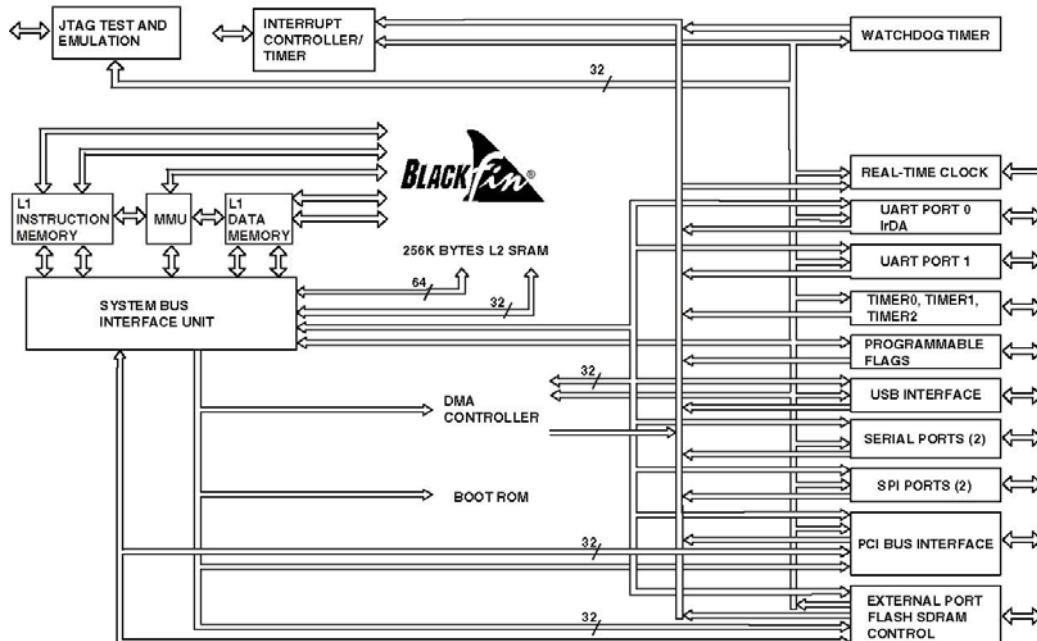 JTAG TEST AND
EMULATION
INTERRUPT
CONTROLLER/
TIMER
WATCHDOG TIMER
32
BLACKfin®
REAL-TIME CLOCK
L1
INSTRUCTION
MEMORY
MMU
L1
DATA
MEMORY
UART PORT 0
IrDA
256K BYTES L2 SRAM
UART PORT 1
64
32
SYSTEM BUS
INTERFACE UNIT
TIMER0, TIMER1,
TIMER2
PROGRAMMABLE
FLAGS
32
USB INTERFACE
DMA
CONTROLLER
SERIAL PORTS (2)
SPI PORTS (2)
BOOT ROM
32
PCI BUS INTERFACE
32
EXTERNAL PORT
FLASH SDRAM
CONTROL